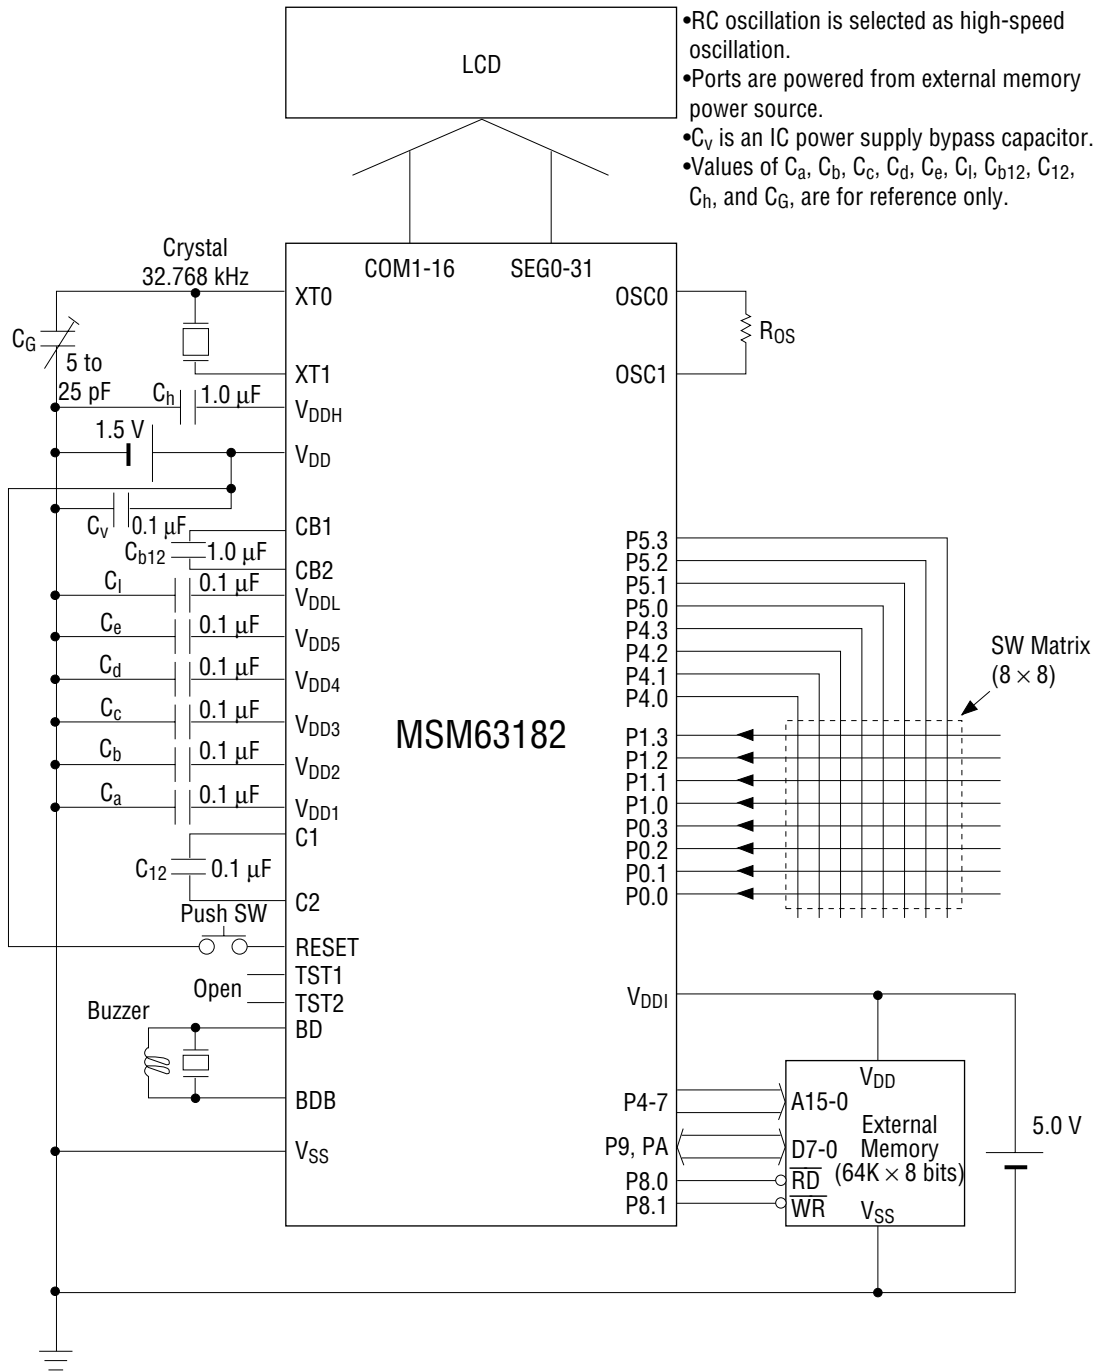 LCD
•RC oscillation is selected as high-speed
oscillation.
•Ports are powered from external memory
power source.
•Cv is an IC power supply bypass capacitor.
•Values of Ca, Cb, Cc, Cd, Ce, Cl, Cb12, C12,
Ch, and CG, are for reference only.
COM1-16
SEG0-31
Crystal
32.768 kHz
XT0
OSC0
CG
ROS
5 to
25 pF
XT1
OSC1
Ch
1.0 μF
VDDH
1.5 V
VDD
Cv
0.1 μF
CB1
Cb12
1.0 μF
CB2
Cl
0.1 μF
VDDL
Ce
0.1 μF
VDD5
Cd
0.1 μF
VDD4
Cc
0.1 μF
VDD3
Cb
0.1 μF
VDD2
Ca
0.1 μF
VDD1
C1
C12
0.1 μF
C2
Push SW
RESET
TST1
Open
TST2
Buzzer
BD
BDB
VSS
MSM63182
P5.3
P5.2
P5.1
P5.0
P4.3
P4.2
P4.1
P4.0
SW Matrix
(8 × 8)
P1.3
P1.2
P1.1
P1.0
P0.3
P0.2
P0.1
P0.0
VDDI
VDD
P4-7
A15-0
External
Memory
(64K × 8 bits)
P9, PA
D7-0
P8.0
RD
P8.1
WR
VSS
5.0 V